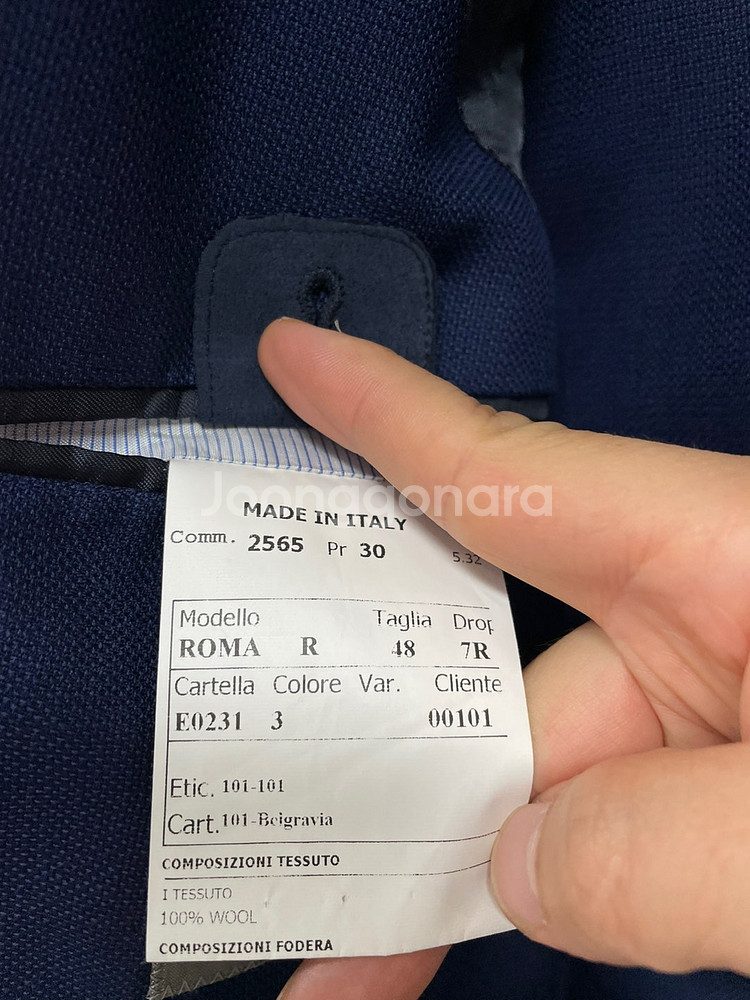 Joonggonara
MADE IN ITALY
Comm. 2565 Pr 30 5.32
Modello Taglia Drop
ROMA R 48 7R
Cartella Colore Var. Cliente
E0231 3 00101
Etic. 101-101
Cart.101-Belgravia
COMPOSIZIONI TESSUTO
I TESSUTO
100% WOOL
COMPOSIZIONI FODERA